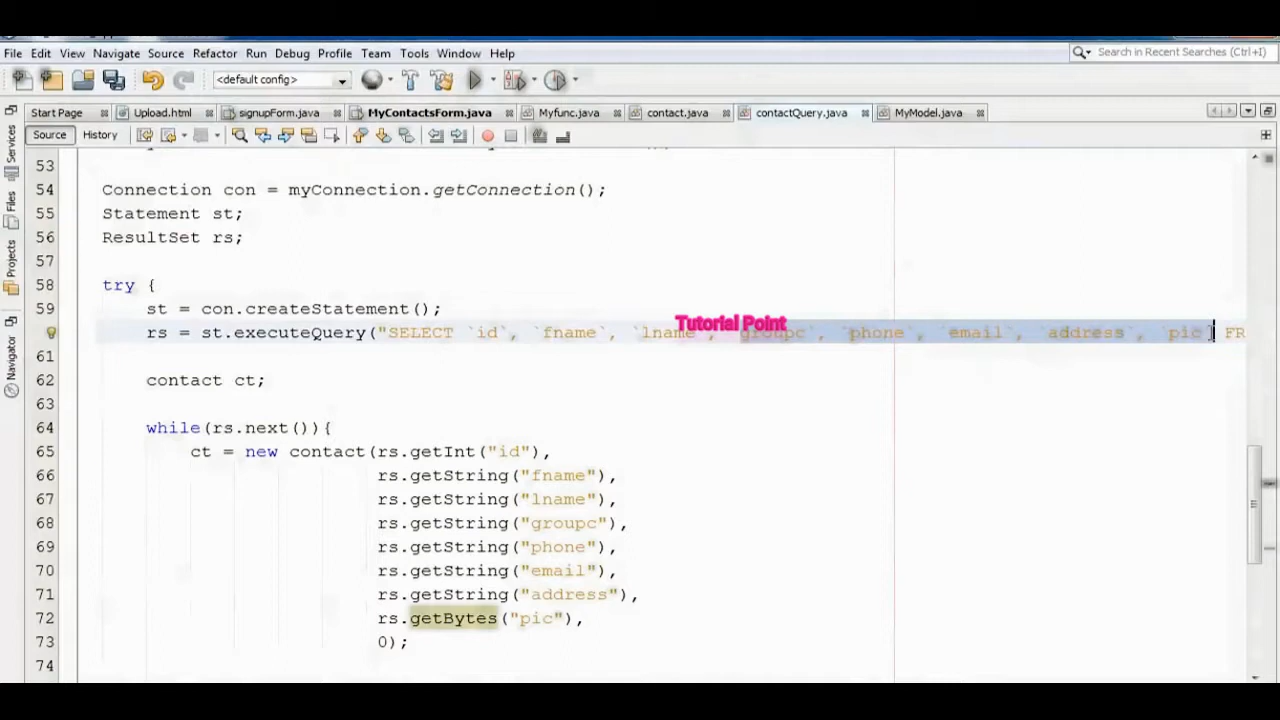 File Edit View Navigate Source Refactor Run Debug Profile Team Tools Window Help
Search in Recent Searches (Ctrl+I)
<default config>
Start Page Upload.html signupForm.java MyContactsForm.java Myfunc.java contact.java contactQuery.java MyModel.java
Source History
Services
Files
Projects
Navigator
53
54 Connection con = myConnection.getConnection();
55 Statement st;
56 ResultSet rs;
57
58 try {
59 st = con.createStatement();
rs = st.executeQuery("SELECT `id`, `fname`, `lname`, `groupc`, `phone`, `email`, `address`, `pic` FR
Tutorial Point
61
62 contact ct;
63
64 while(rs.next()){
65 ct = new contact(rs.getInt("id"),
66 rs.getString("fname"),
67 rs.getString("lname"),
68 rs.getString("groupc"),
69 rs.getString("phone"),
70 rs.getString("email"),
71 rs.getString("address"),
72 rs.getBytes("pic"),
73 0);
74